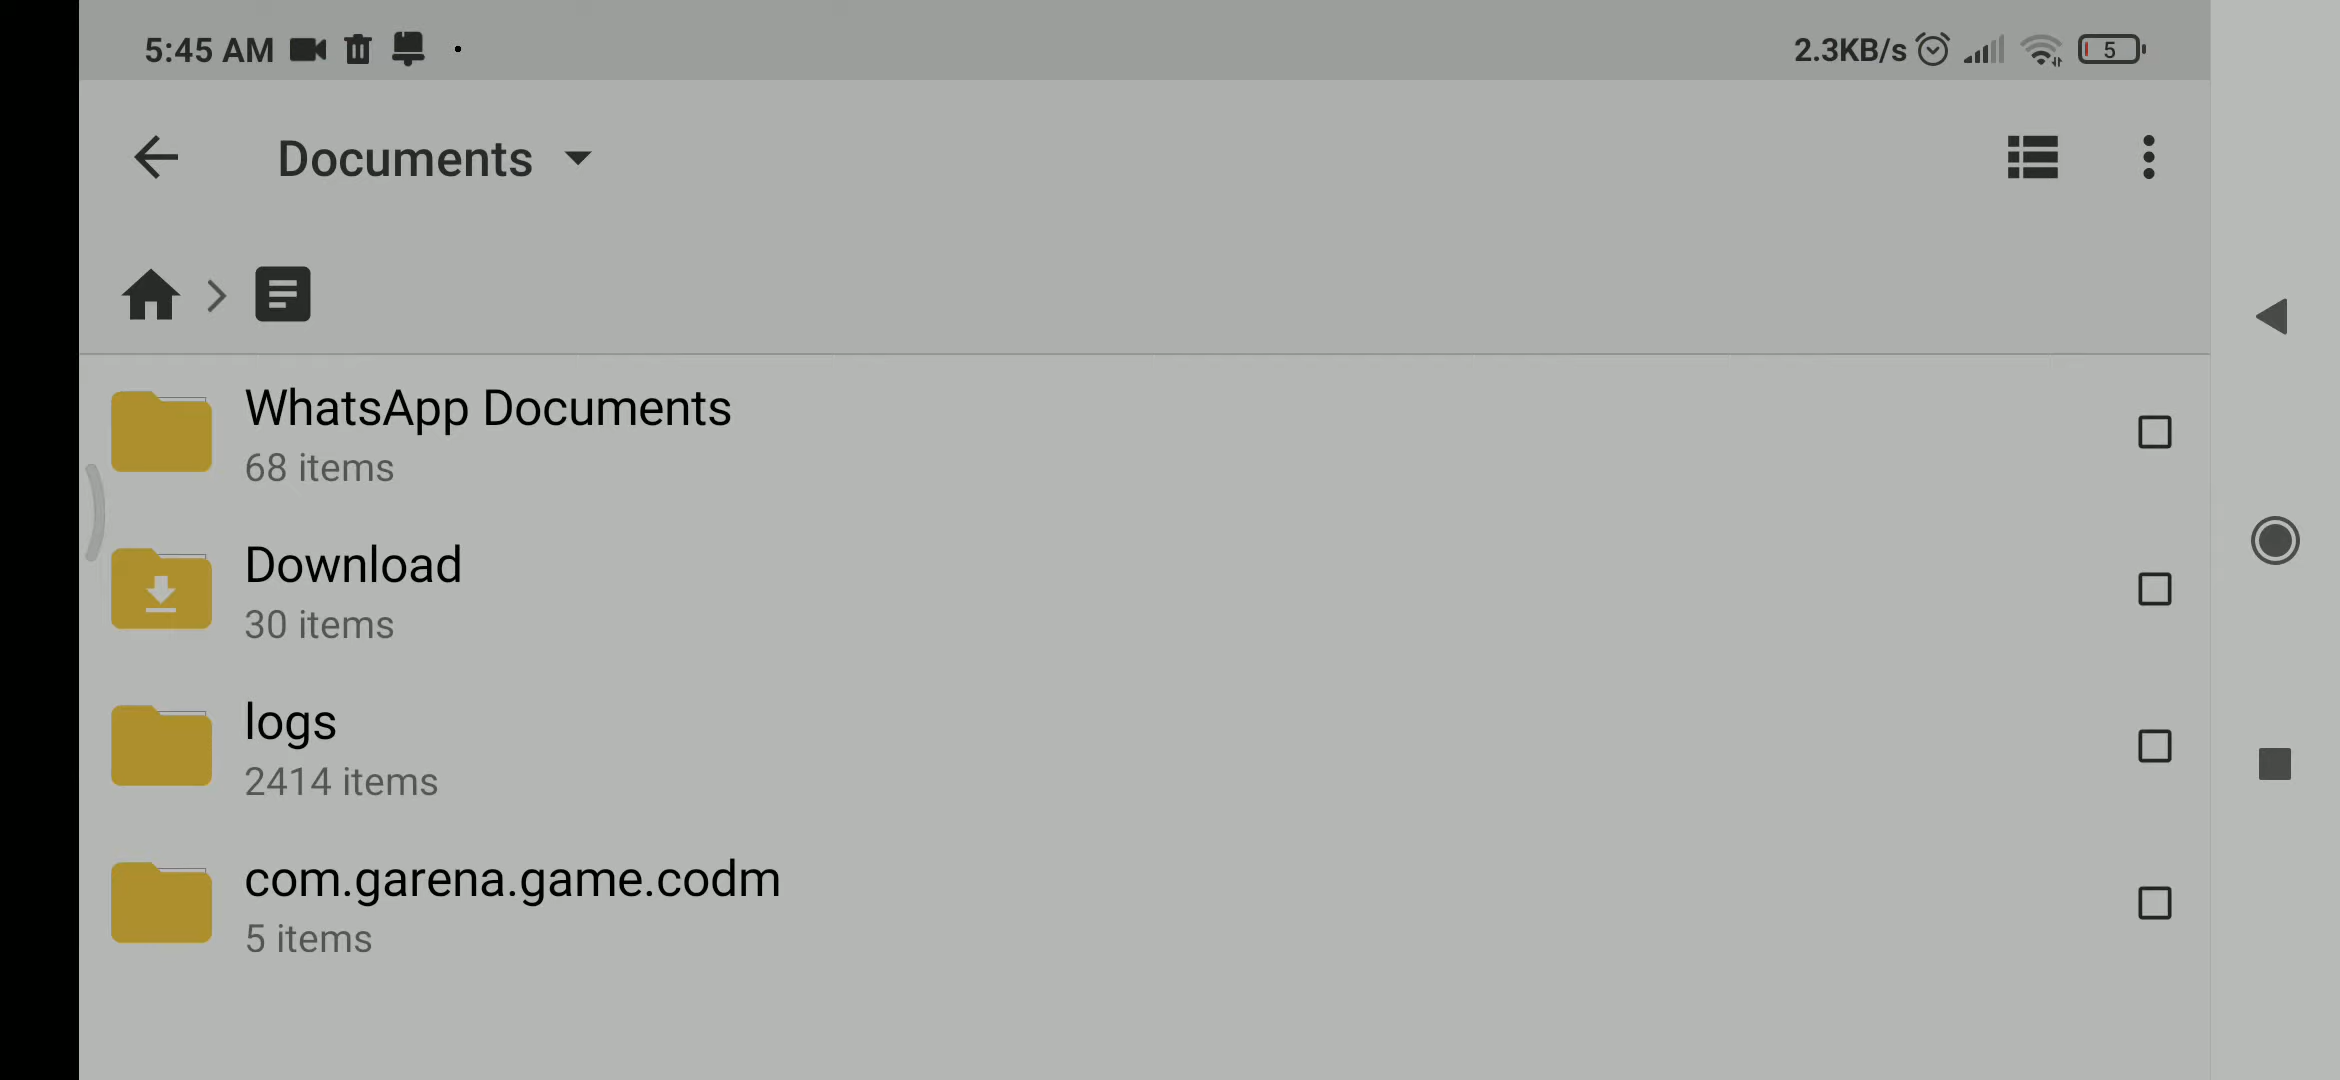 5:45 AM
2.3KB/s
5
Documents
WhatsApp Documents
68 items
Download
30 items
logs
2414 items
com.garena.game.codm
5 items